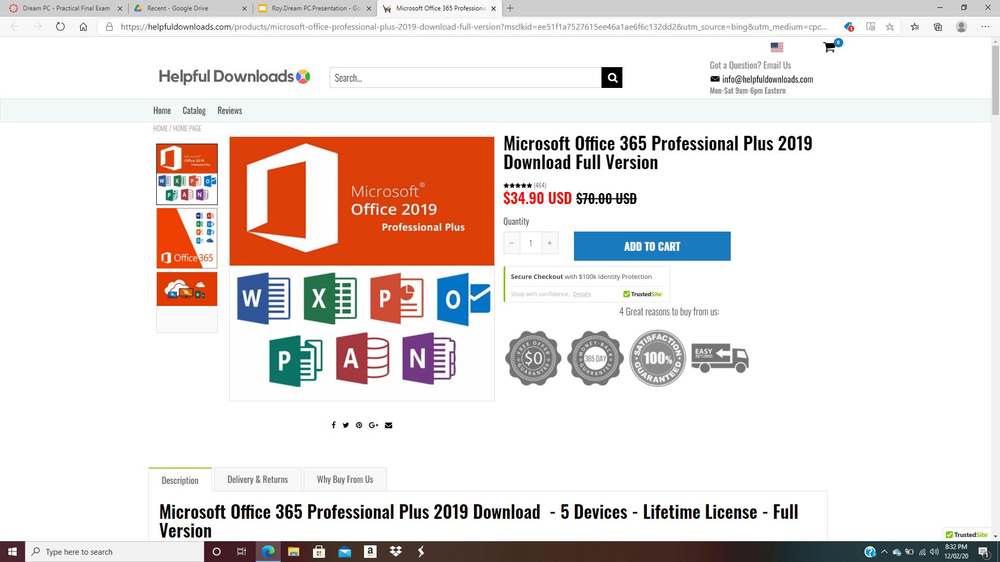 Dream PC - Practical Final Exam
Recent - Google Drive
Roy.Dream PC.Presentation - Go
Microsoft Office 365 Professiona
https://helpfuldownloads.com/products/microsoft-office-professional-plus-2019-download-full-version?msclkid=ee51f1a7527615ee46a1ae6f6c132dd2&utm_source=bing&utm_medium=cpc...
1
0
Got a Question? Email Us
Helpful Downloads
Search...
info@helpfuldownloads.com
Mon-Sat 9am-6pm Eastern
Home
Catalog
Reviews
HOME / HOME PAGE
Microsoft
Office 2019
Professional Plus
W X P O
P A N
Office 365
Microsoft®
Office 2019
Professional Plus
W X P O
P A N
Microsoft Office 365 Professional Plus 2019
Download Full Version
(464)
$34.90 USD $70.00 USD
Quantity
− 1 +
ADD TO CART
Secure Checkout with $100k Identity Protection
Shop with confidence. Details
TrustedSite
4 Great reasons to buy from us:
FREE OFFER
$0
GUARANTEE
MONEY-BACK
365 DAY
GUARANTEE
SATISFACTION
100%
GUARANTEED
EASY
RETURNS
Description
Delivery & Returns
Why Buy From Us
Microsoft Office 365 Professional Plus 2019 Download - 5 Devices - Lifetime License - Full
Version
TrustedSite
Type here to search
8:32 PM
12/02/20
1